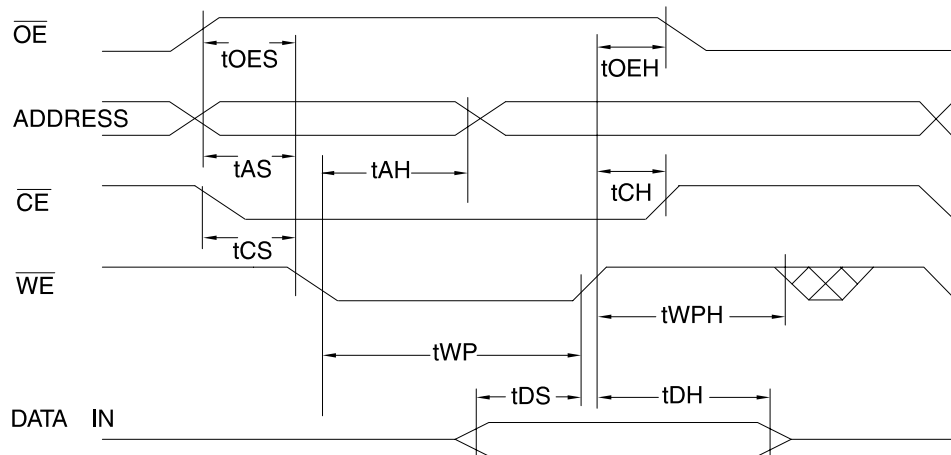 OE
tOES
tOEH
ADDRESS
tAS
tAH
tCH
CE
tCS
WE
tWPH
tWP
tDS
tDH
DATA IN